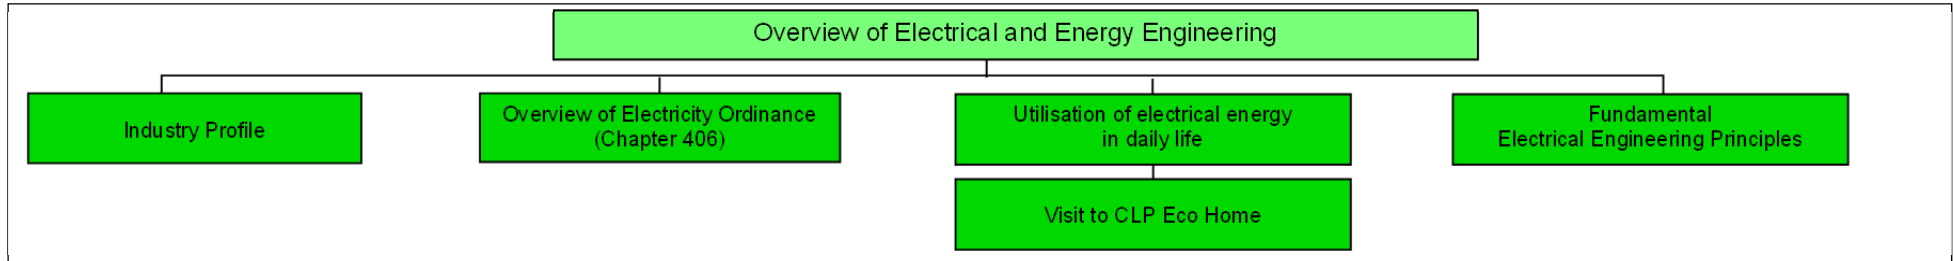 Overview of Electrical and Energy Engineering
Industry Profile
Overview of Electricity Ordinance
(Chapter 406)
Utilisation of electrical energy
in daily life
Fundamental
Electrical Engineering Principles
Visit to CLP Eco Home